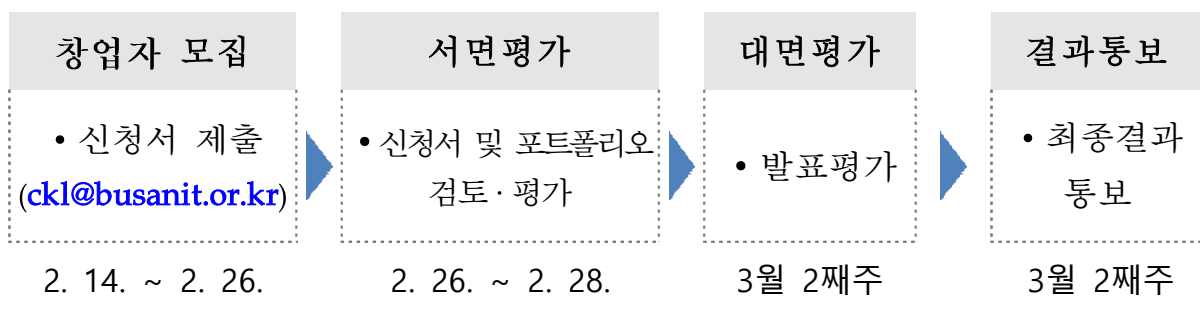 창업자 모집
• 신청서 제출
(ckl@busanit.or.kr)
2. 14. ~ 2. 26.
서면평가
• 신청서 및 포트폴리오
검토 · 평가
2. 26. ~ 2. 28.
대면평가
• 발표평가
3월 2째주
결과통보
• 최종결과
통보
3월 2째주